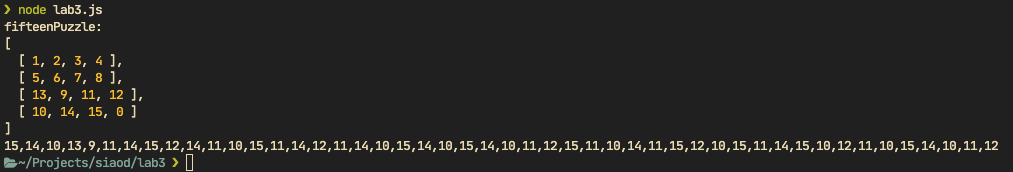 ❯ node lab3.js
fifteenPuzzle:
[
  [ 1, 2, 3, 4 ],
  [ 5, 6, 7, 8 ],
  [ 13, 9, 11, 12 ],
  [ 10, 14, 15, 0 ]
]
15,14,10,13,9,11,14,15,12,14,11,10,15,11,14,12,11,14,10,15,14,10,15,14,10,11,12,15,11,10,14,11,15,12,10,15,11,14,15,10,12,11,10,15,14,10,11,12
~/Projects/siaod/lab3 ❯